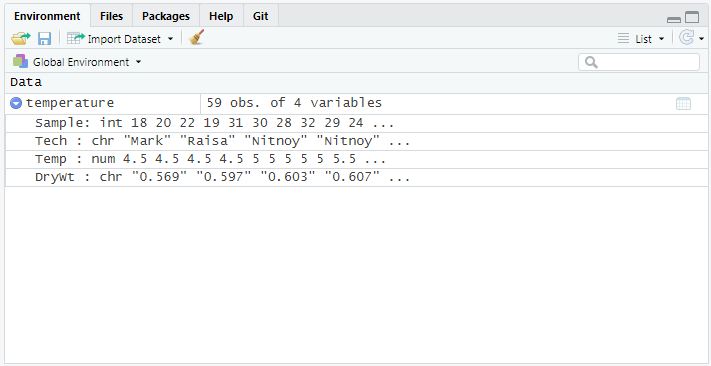 Environment Files Packages Help Git
Import Dataset List
Global Environment
Data
temperature 59 obs. of 4 variables
Sample: int 18 20 22 19 31 30 28 32 29 24 ...
Tech : chr "Mark" "Raisa" "Nitnoy" "Nitnoy" ...
Temp : num 4.5 4.5 4.5 4.5 5 5 5 5 5 5.5 ...
DryWt : chr "0.569" "0.597" "0.603" "0.607" ...